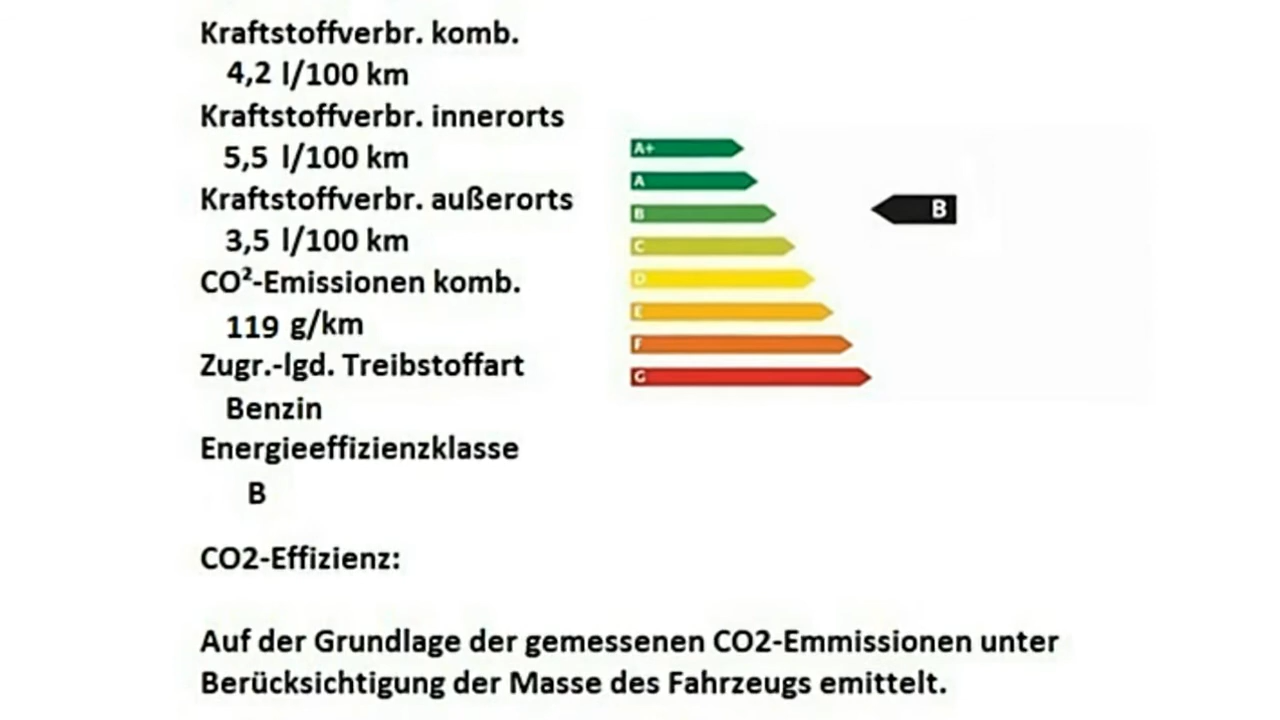 Kraftstoffverbr. komb.
4,2 l/100 km
Kraftstoffverbr. innerorts
5,5 l/100 km
Kraftstoffverbr. außerorts
3,5 l/100 km
CO²-Emissionen komb.
119 g/km
Zugr.-lgd. Treibstoffart
Benzin
Energieeffizienzklasse
B
A+
A
B
B
C
D
E
F
G
CO2-Effizienz:
Auf der Grundlage der gemessenen CO2-Emmissionen unter
Berücksichtigung der Masse des Fahrzeugs emittelt.